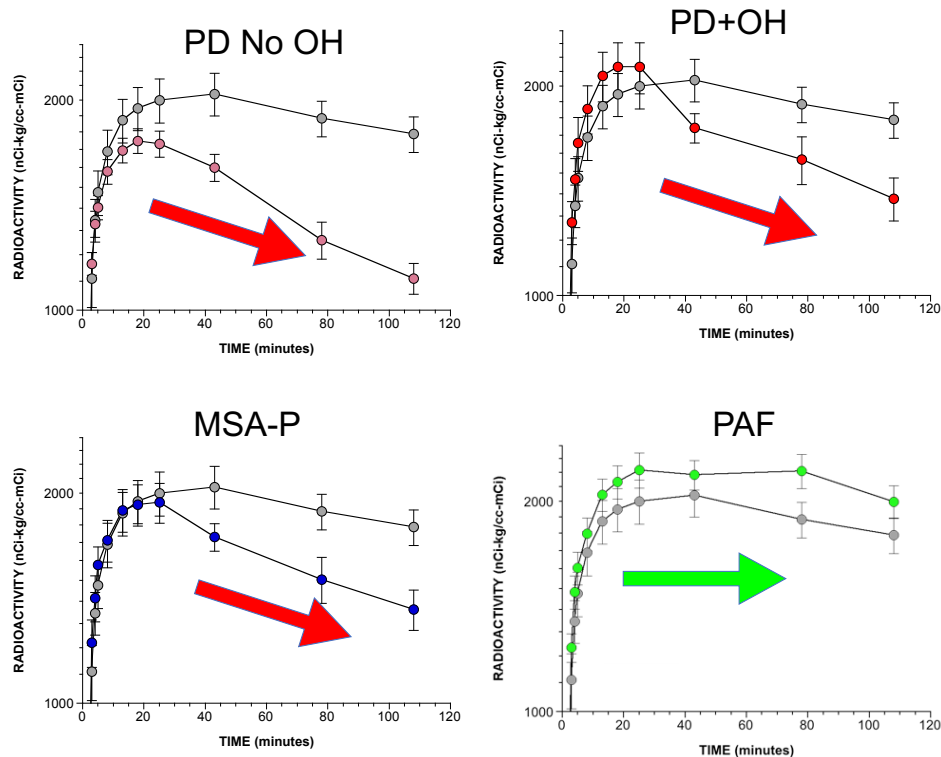 PD No OH
RADIOACTIVITY (nCi-kg/cc-mCi)
2000
1000
0 20 40 60 80 100 120
TIME (minutes)
PD+OH
RADIOACTIVITY (nCi-kg/cc-mCi)
2000
1000
0 20 40 60 80 100 120
TIME (minutes)
MSA-P
RADIOACTIVITY (nCi-kg/cc-mCi)
2000
1000
0 20 40 60 80 100 120
TIME (minutes)
PAF
RADIOACTIVITY (nCi-kg/cc-mCi)
2000
1000
0 20 40 60 80 100 120
TIME (minutes)